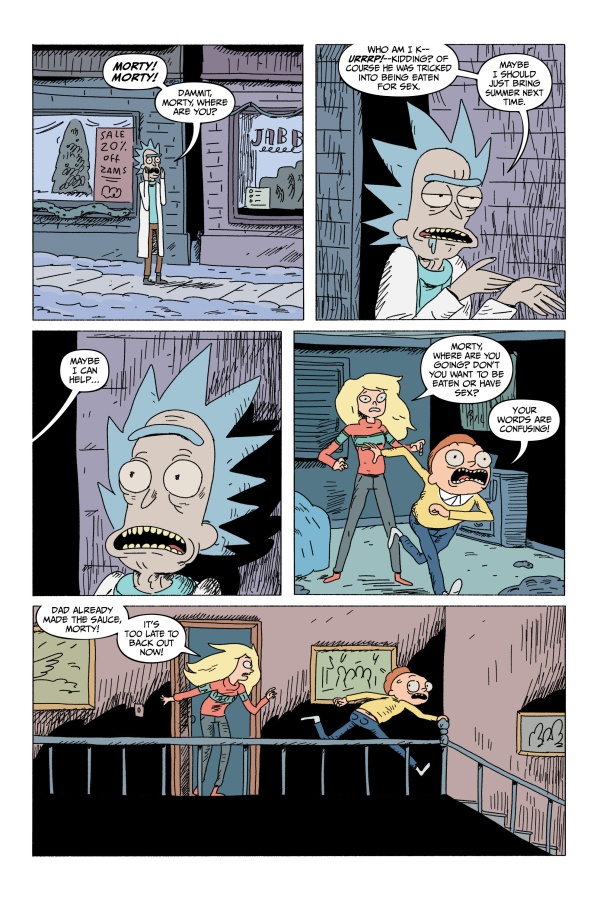 MORTY!
MORTY!
DAMMIT,
MORTY, WHERE
ARE YOU?
SALE
20%
OFF
ZAMS
JABB
WHO AM I K--
URRRP!--KIDDING? OF
COURSE HE WAS TRICKED
INTO BEING EATEN
FOR SEX.
MAYBE
I SHOULD
JUST BRING
SUMMER NEXT
TIME.
MAYBE
I CAN
HELP...
MORTY,
WHERE ARE YOU
GOING? DON'T
YOU WANT TO BE
EATEN OR HAVE
SEX?
YOUR
WORDS ARE
CONFUSING!
DAD ALREADY
MADE THE SAUCE,
MORTY!
IT'S
TOO LATE TO
BACK OUT
NOW!